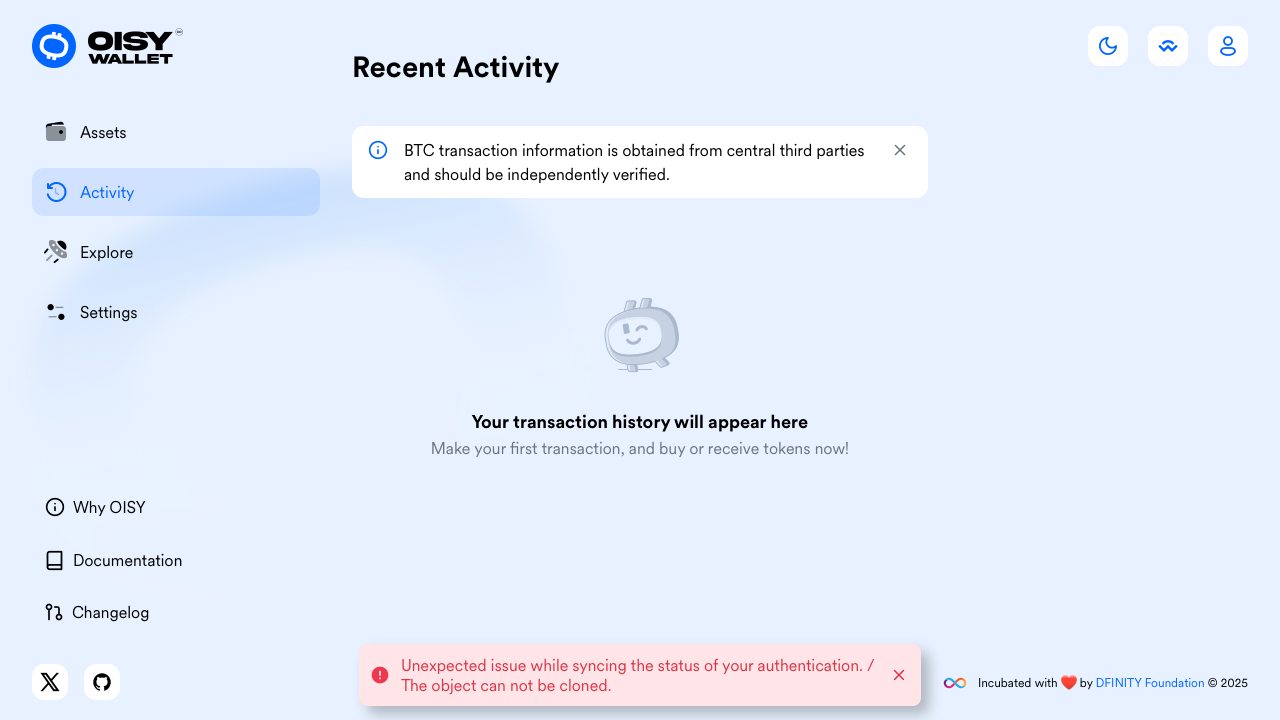 OISY
WALLET
Recent Activity
Assets
Activity
Explore
Settings
BTC transaction information is obtained from central third parties
and should be independently verified.
Your transaction history will appear here
Make your first transaction, and buy or receive tokens now!
Why OISY
Documentation
Changelog
Unexpected issue while syncing the status of your authentication. /
The object can not be cloned.
Incubated with ❤️ by DFINITY Foundation © 2025